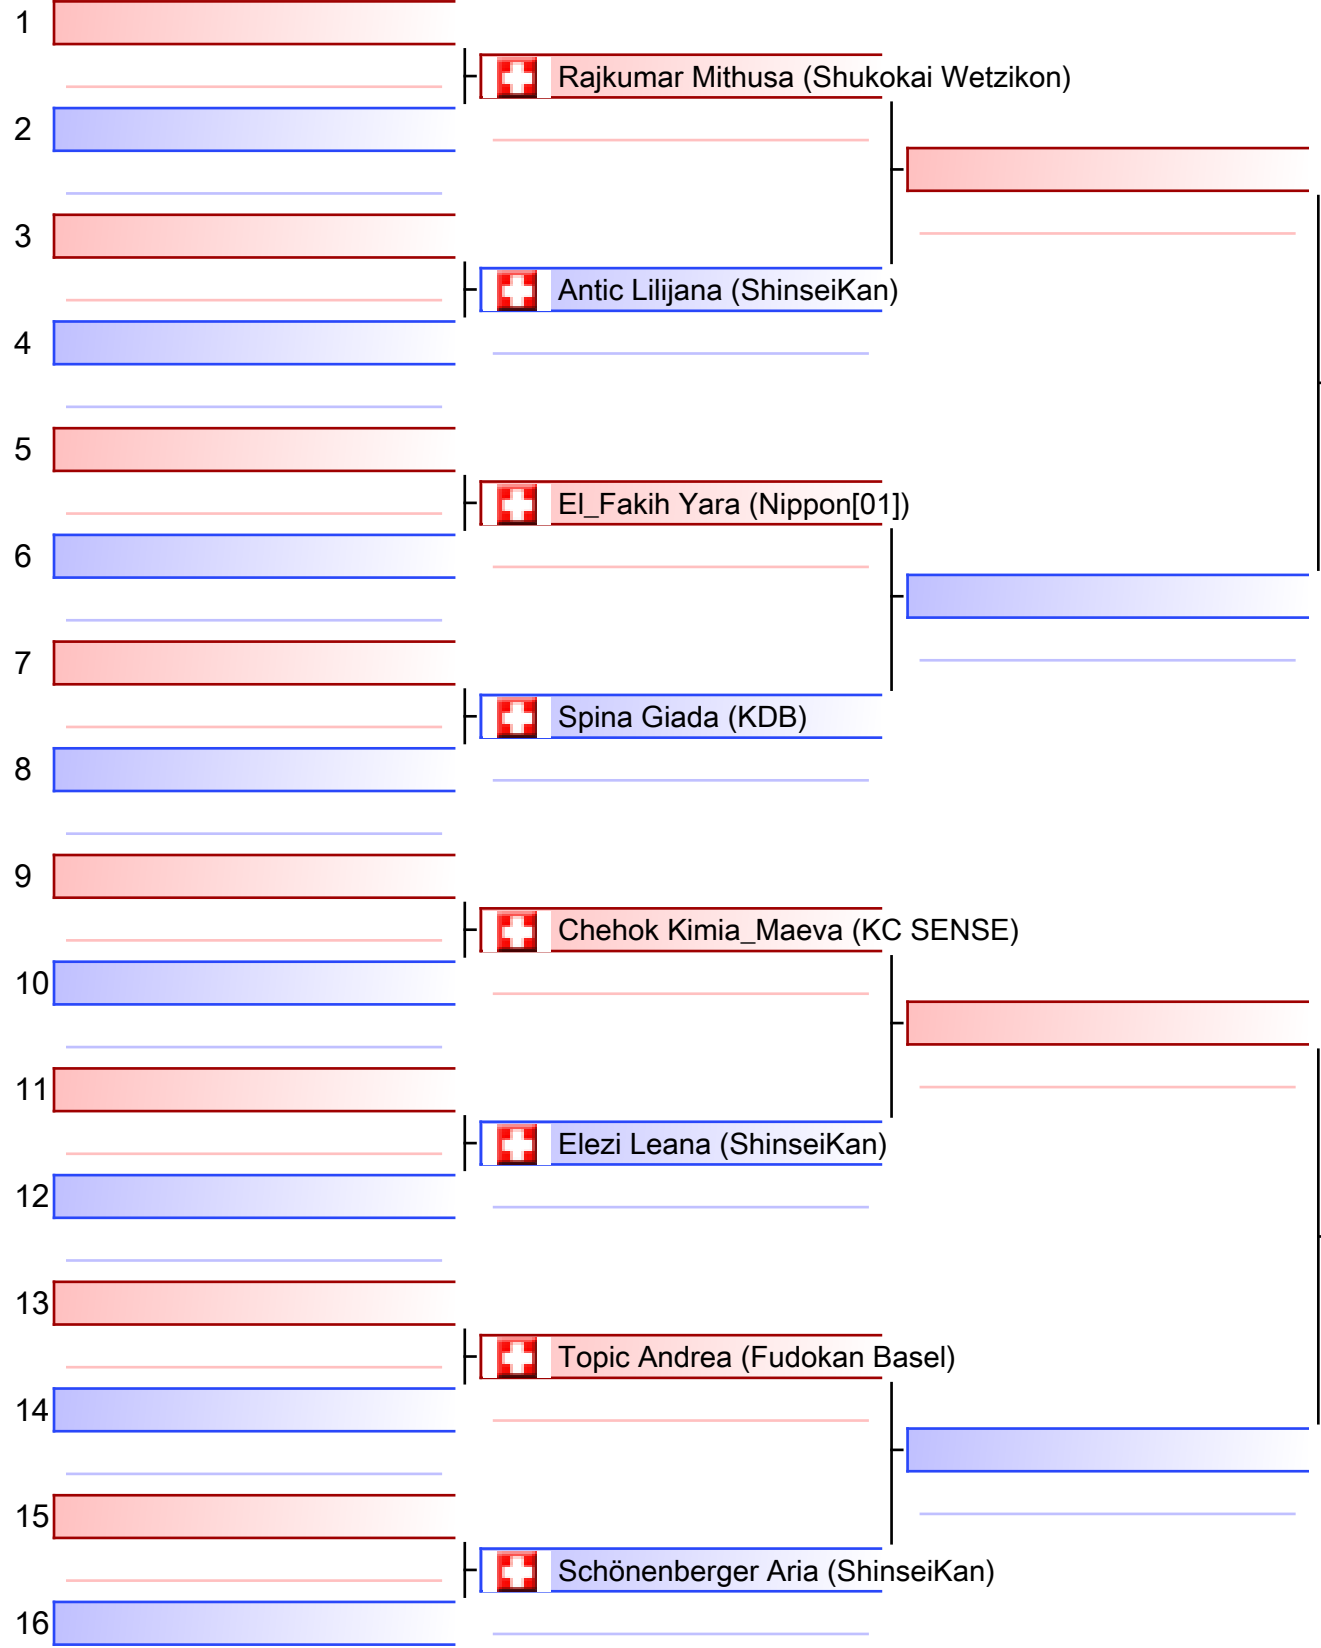 1
Rajkumar Mithusa (Shukokai Wetzikon)
2
3
Antic Lilijana (ShinseiKan)
4
5
El_Fakih Yara (Nippon[01])
6
7
Spina Giada (KDB)
8
9
Chehok Kimia_Maeva (KC SENSE)
10
11
Elezi Leana (ShinseiKan)
12
13
Topic Andrea (Fudokan Basel)
14
15
Schönenberger Aria (ShinseiKan)
16